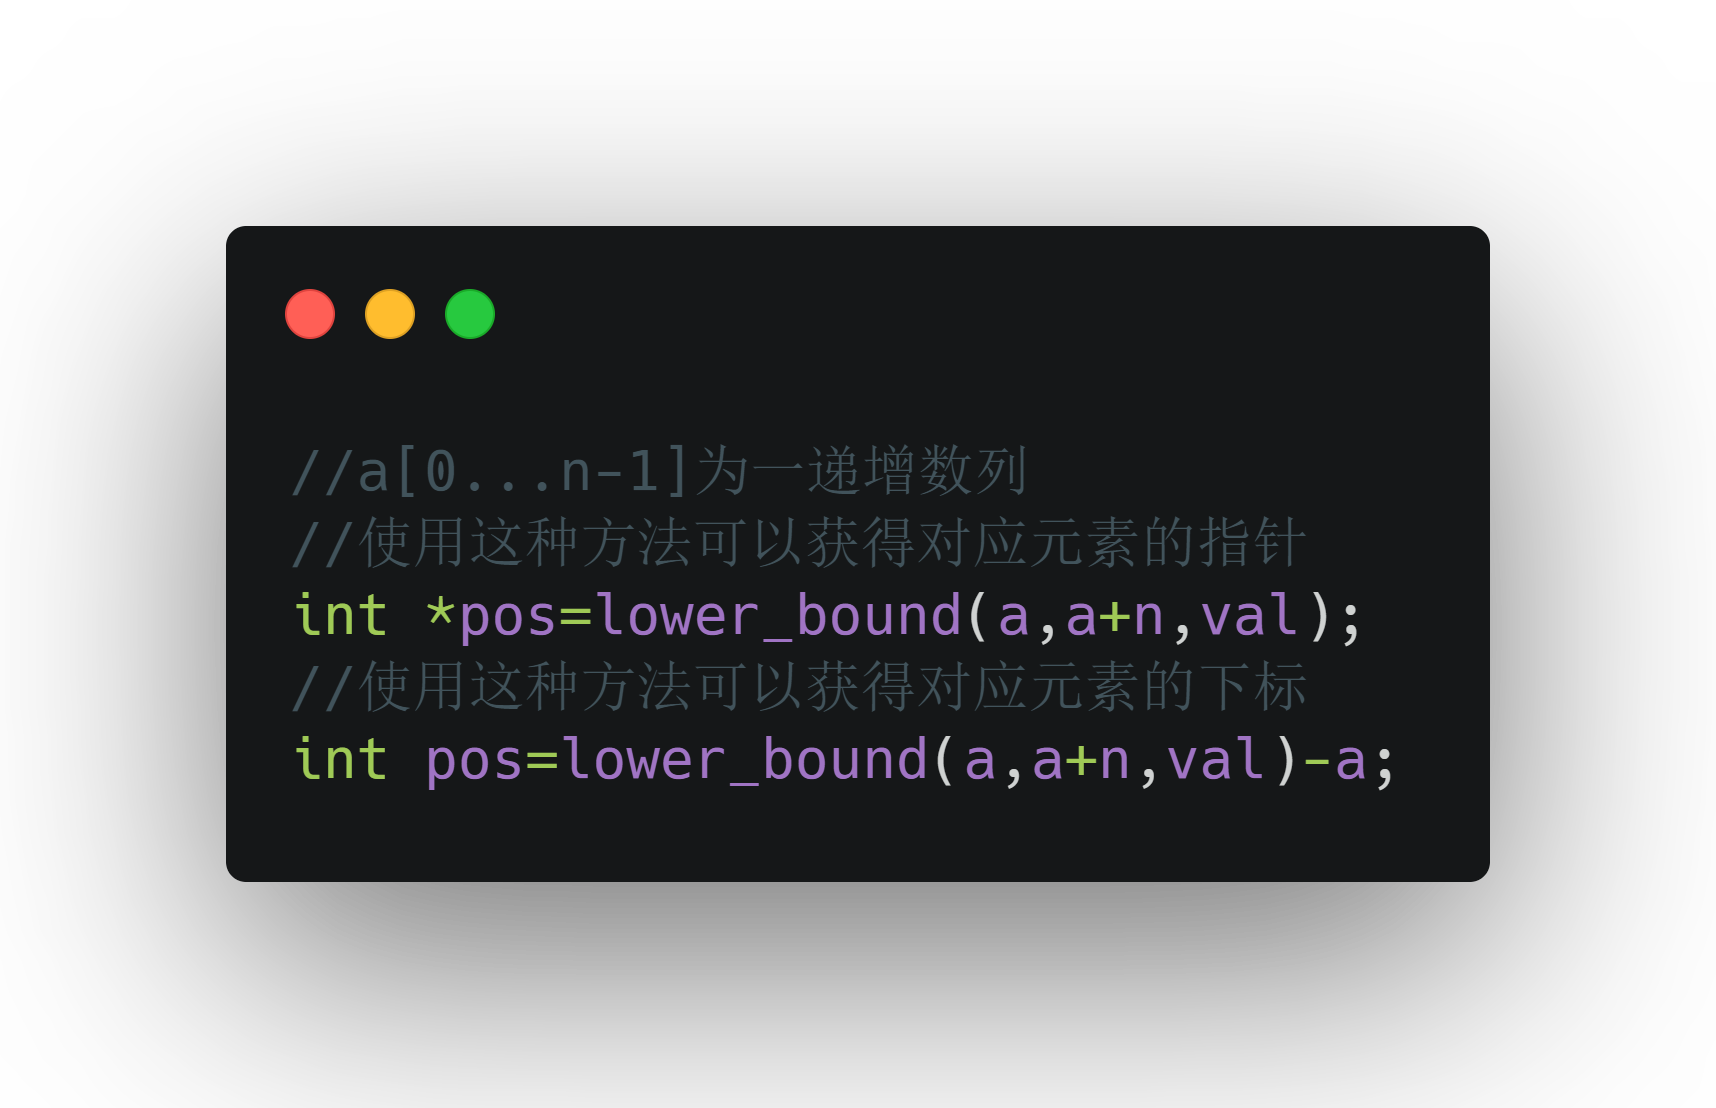 //a[0...n-1]为一递增数列
//使用这种方法可以获得对应元素的指针
int *pos=lower_bound(a,a+n,val);
//使用这种方法可以获得对应元素的下标
int pos=lower_bound(a,a+n,val)-a;